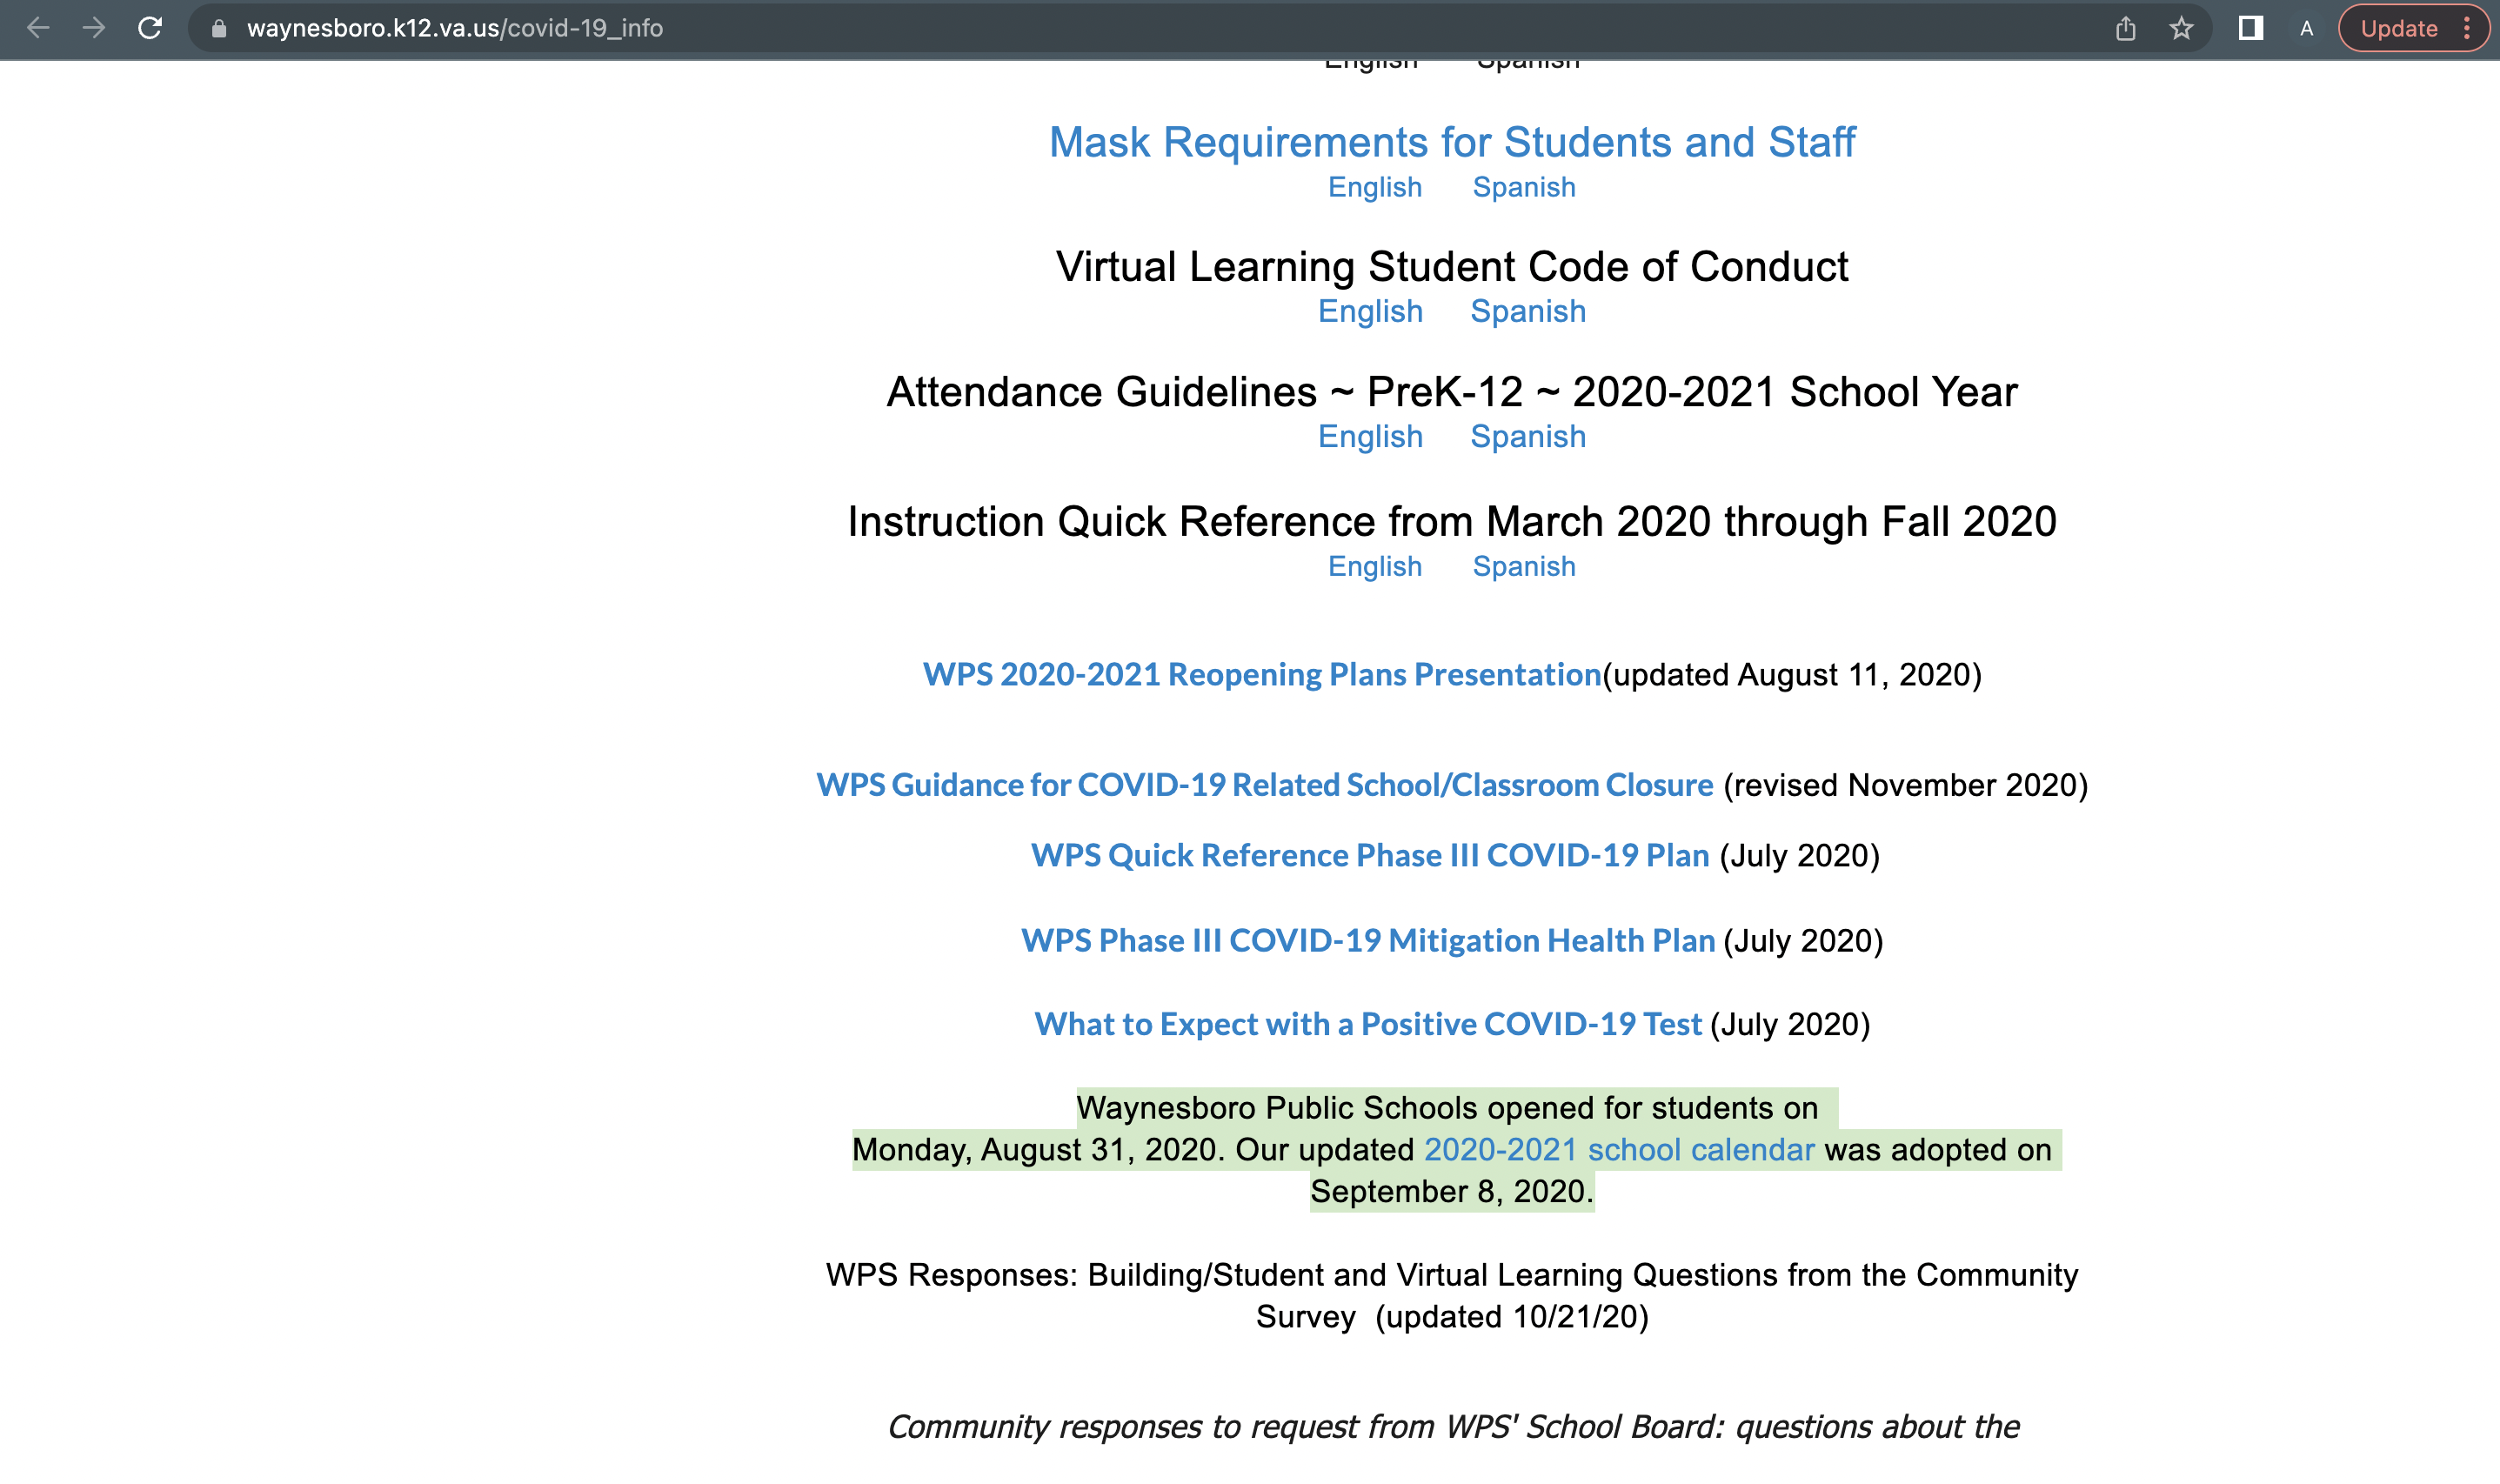 waynesboro.k12.va.us/covid-19_info
A
Update
English Spanish
Mask Requirements for Students and Staff
English Spanish
Virtual Learning Student Code of Conduct
English Spanish
Attendance Guidelines ~ PreK-12 ~ 2020-2021 School Year
English Spanish
Instruction Quick Reference from March 2020 through Fall 2020
English Spanish
WPS 2020-2021 Reopening Plans Presentation(updated August 11, 2020)
WPS Guidance for COVID-19 Related School/Classroom Closure (revised November 2020)
WPS Quick Reference Phase III COVID-19 Plan (July 2020)
WPS Phase III COVID-19 Mitigation Health Plan (July 2020)
What to Expect with a Positive COVID-19 Test (July 2020)
Waynesboro Public Schools opened for students on
Monday, August 31, 2020. Our updated 2020-2021 school calendar was adopted on
September 8, 2020.
WPS Responses: Building/Student and Virtual Learning Questions from the Community
Survey (updated 10/21/20)
Community responses to request from WPS' School Board: questions about the